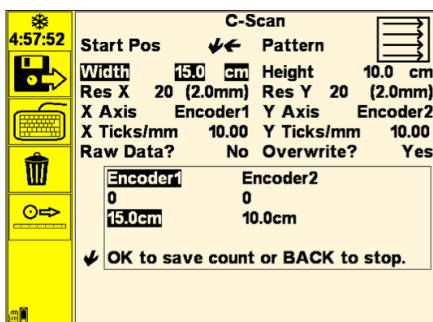 C-Scan
4:57:52
Start Pos Pattern
Width 15.0 cm Height 10.0 cm
Res X 20 (2.0mm) Res Y 20 (2.0mm)
X Axis Encoder1 Y Axis Encoder2
X Ticks/mm 10.00 Y Ticks/mm 10.00
Raw Data? No Overwrite? Yes
Encoder1 Encoder2
0 0
15.0cm 10.0cm
OK to save count or BACK to stop.